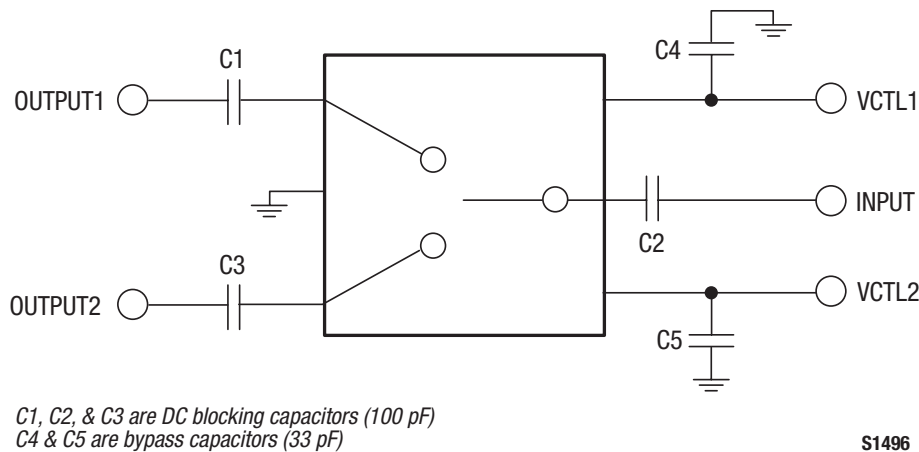 C1
C4
OUTPUT1
VCTL1
INPUT
C2
C3
OUTPUT2
VCTL2
C5
C1, C2, & C3 are DC blocking capacitors (100 pF)
C4 & C5 are bypass capacitors (33 pF)
S1496